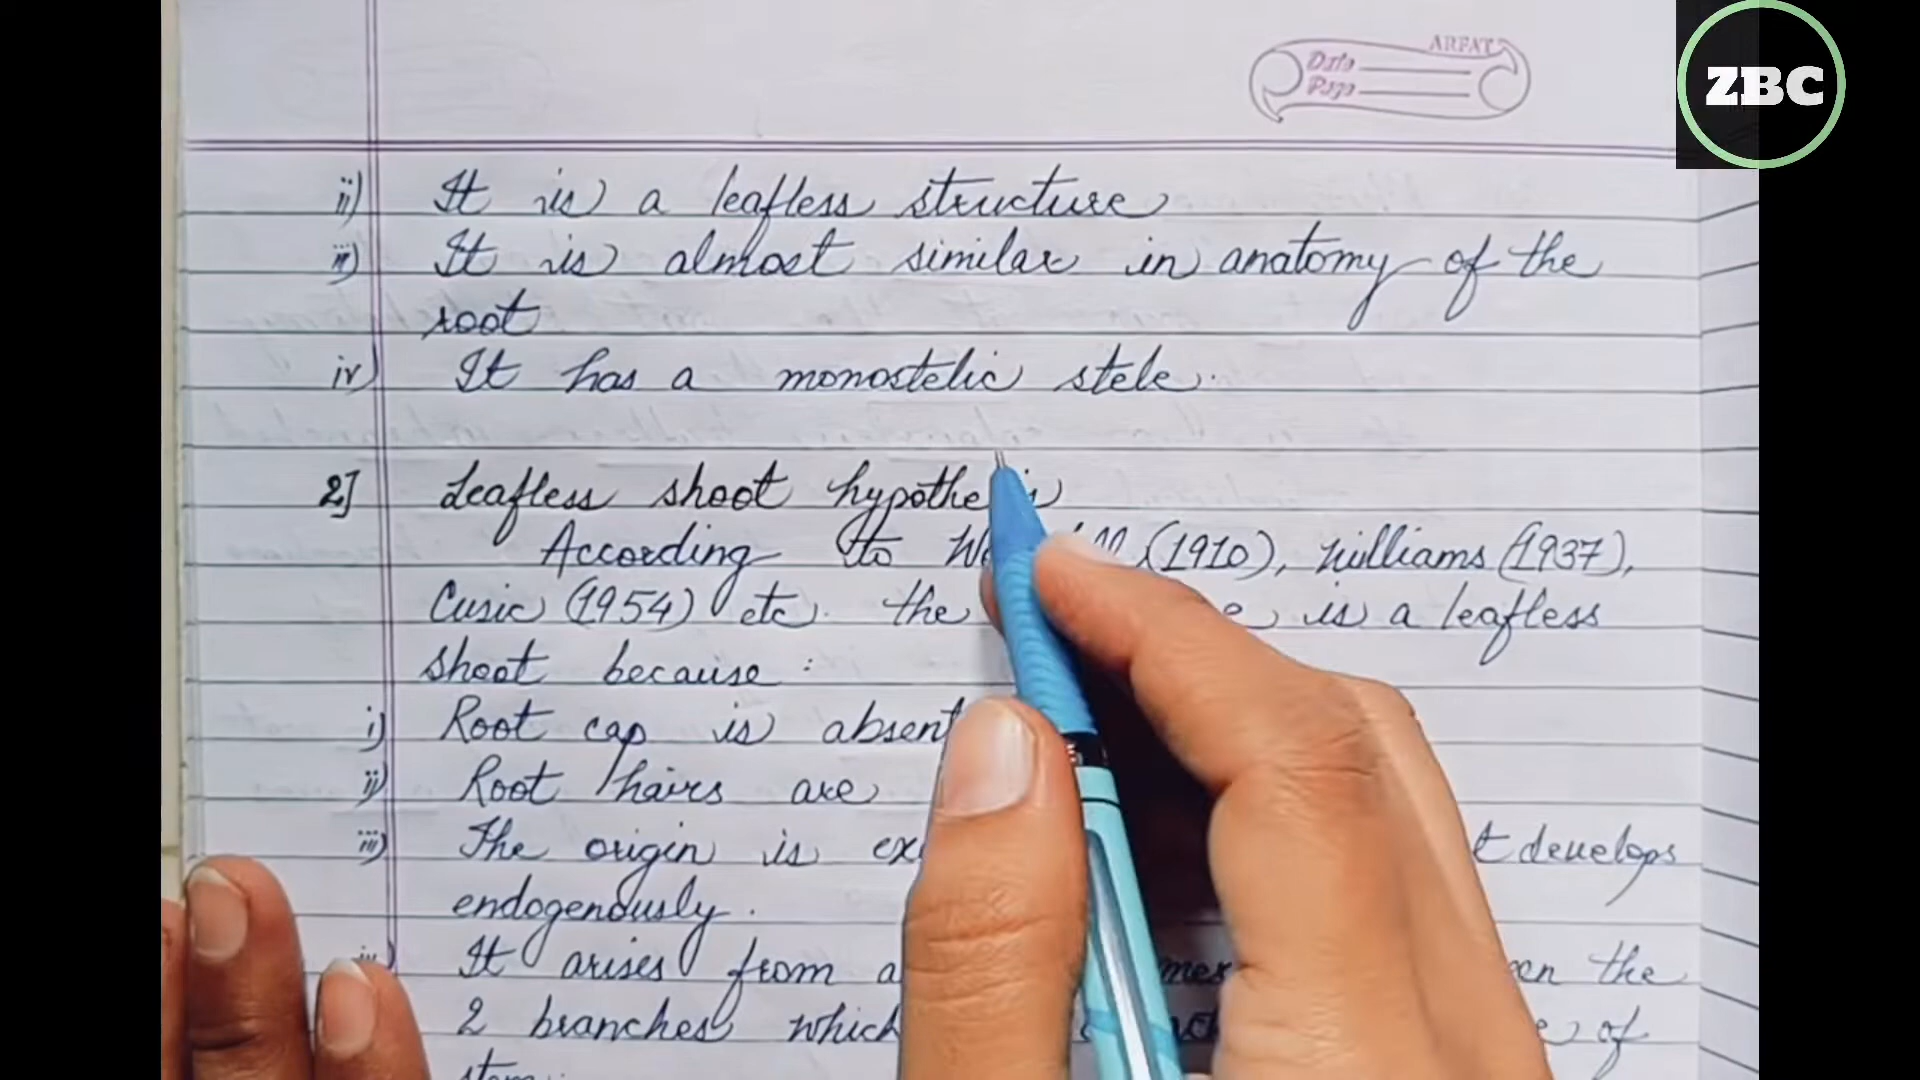 ARFAT
Date
Page
ZBC
ii) It is a leafless structure
iii) It is almost similar in anatomy of the
root
iv) It has a monostelic stele.
2] Leafless shoot
According to (1910), Williams (1937),
Cusic (1954) etc. the is a leafless
shoot because :
i) Root cap is absent
ii) Root hairs are
iii) The origin is develops
endogenously.
It arises from a the
2 branches which of
stem.